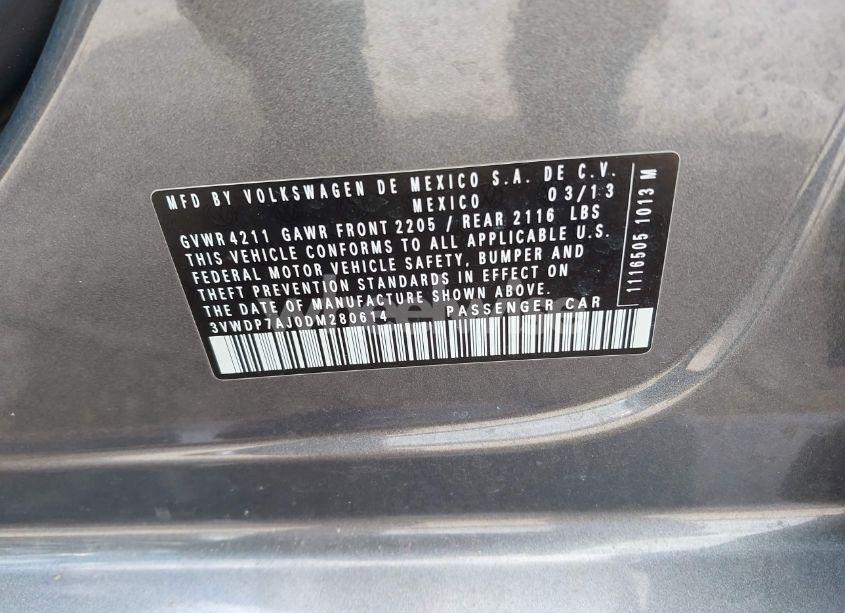 MFD BY VOLKSWAGEN DE MEXICO S.A. DE C.V.
MEXICO 03/13
GVWR 4211 GAWR FRONT 2205 / REAR 2116 LBS
THIS VEHICLE CONFORMS TO ALL APPLICABLE U.S.
FEDERAL MOTOR VEHICLE SAFETY, BUMPER AND
THEFT PREVENTION STANDARDS IN EFFECT ON
THE DATE OF MANUFACTURE SHOWN ABOVE.
3VWDP7AJ0DM280614 PASSENGER CAR
1116505 1013 M